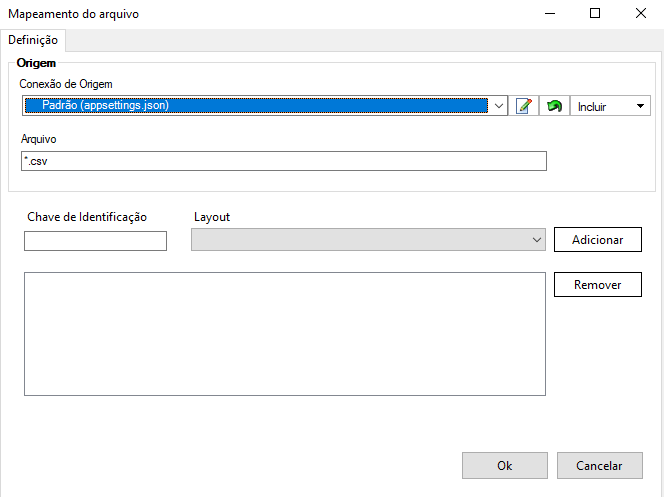 Mapeamento do arquivo
Definição
Origem
Conexão de Origem
Padrão (appsettings.json)
Incluir
Arquivo
*.csv
Chave de Identificação
Layout
Adicionar
Remover
Ok
Cancelar